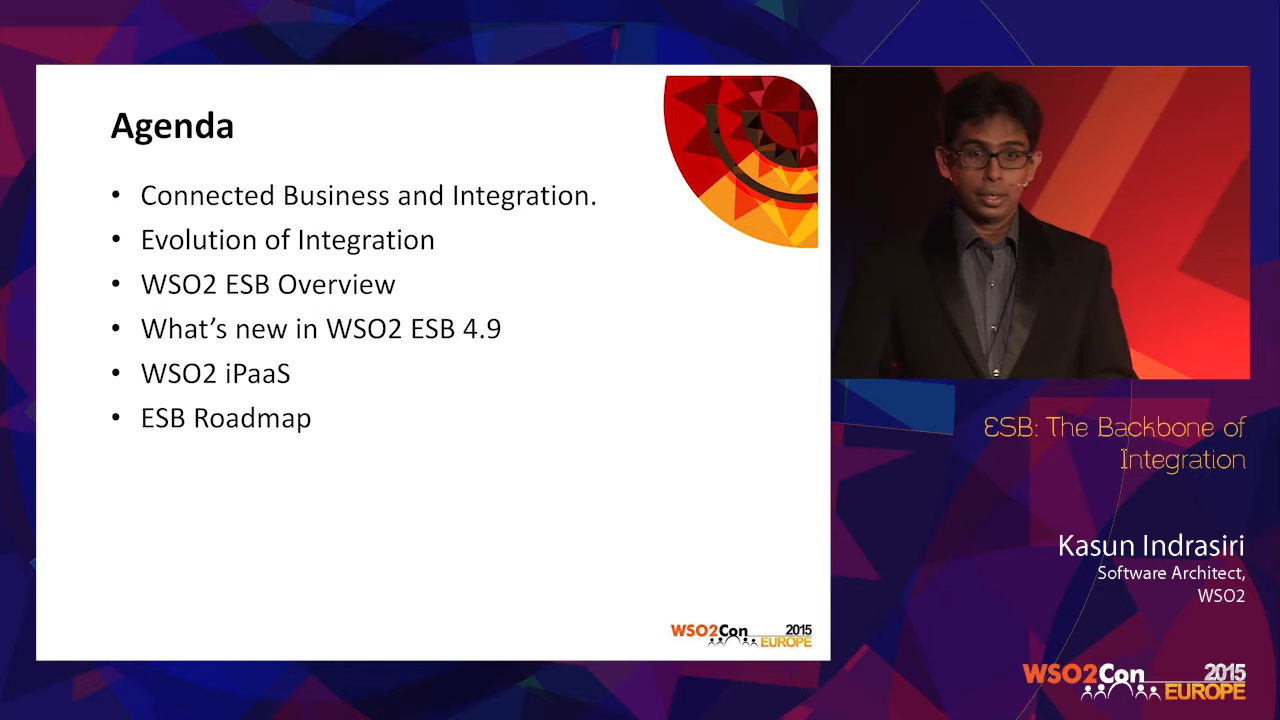 Agenda
• Connected Business and Integration.
• Evolution of Integration
• WSO2 ESB Overview
• What's new in WSO2 ESB 4.9
• WSO2 iPaaS
• ESB Roadmap
WSO2Con 2015
EUROPE
ESB: The Backbone of
Integration
Kasun Indrasiri
Software Architect,
WSO2
WSO2Con 2015
EUROPE